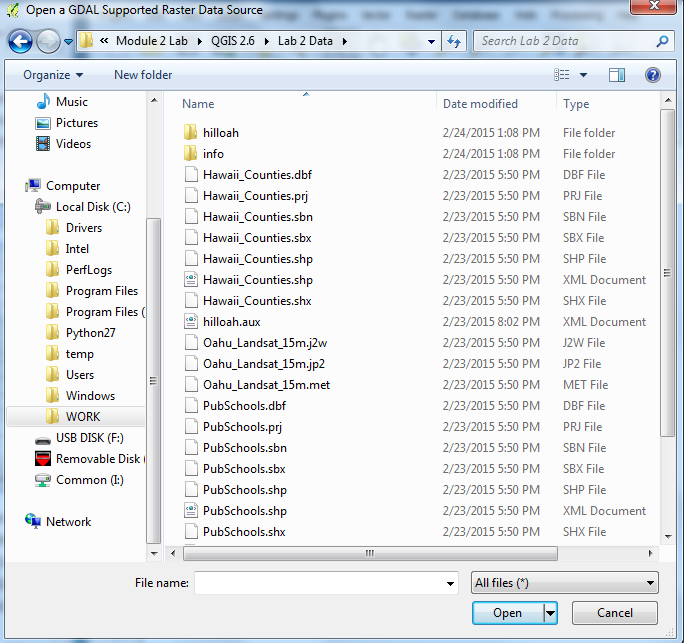 Open a GDAL Supported Raster Data Source
« Module 2 Lab QGIS 2.6 Lab 2 Data
Search Lab 2 Data
Organize New folder
Music
Pictures
Videos
Computer
Local Disk (C:)
Drivers
Intel
PerfLogs
Program Files
Program Files (
Python27
temp
Users
Windows
WORK
USB DISK (F:)
Removable Disk (
Common (I:)
Network
Name Date modified Type
hilloah 2/24/2015 1:08 PM File folder
info 2/24/2015 1:08 PM File folder
Hawaii_Counties.dbf 2/23/2015 5:50 PM DBF File
Hawaii_Counties.prj 2/23/2015 5:50 PM PRJ File
Hawaii_Counties.sbn 2/23/2015 5:50 PM SBN File
Hawaii_Counties.sbx 2/23/2015 5:50 PM SBX File
Hawaii_Counties.shp 2/23/2015 5:50 PM SHP File
Hawaii_Counties.shp 2/23/2015 5:50 PM XML Document
Hawaii_Counties.shx 2/23/2015 5:50 PM SHX File
hilloah.aux 2/23/2015 8:02 PM XML Document
Oahu_Landsat_15m.j2w 2/23/2015 5:50 PM J2W File
Oahu_Landsat_15m.jp2 2/23/2015 5:50 PM JP2 File
Oahu_Landsat_15m.met 2/23/2015 5:50 PM MET File
PubSchools.dbf 2/23/2015 5:50 PM DBF File
PubSchools.prj 2/23/2015 5:50 PM PRJ File
PubSchools.sbn 2/23/2015 5:50 PM SBN File
PubSchools.sbx 2/23/2015 5:50 PM SBX File
PubSchools.shp 2/23/2015 5:50 PM SHP File
PubSchools.shp 2/23/2015 5:50 PM XML Document
PubSchools.shx 2/23/2015 5:50 PM SHX File
File name:
All files (*)
Open Cancel